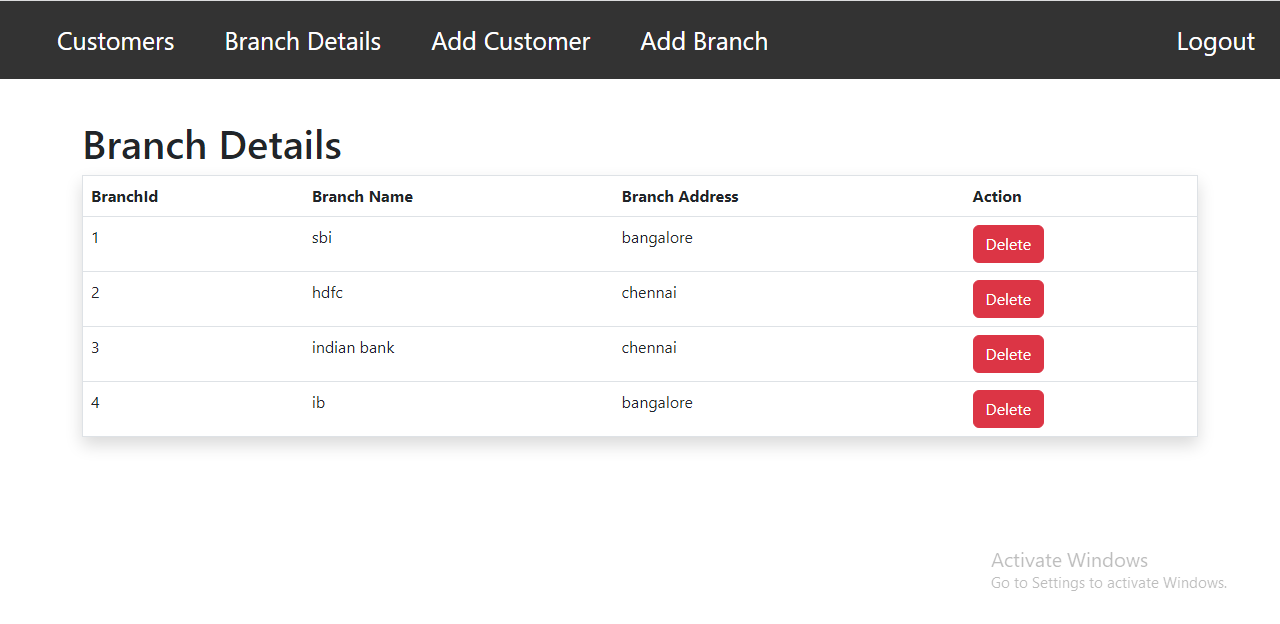 Customers Branch Details Add Customer Add Branch Logout
Branch Details
BranchId Branch Name Branch Address Action
1 sbi bangalore Delete
2 hdfc chennai Delete
3 indian bank chennai Delete
4 ib bangalore Delete
Activate Windows
Go to Settings to activate Windows.